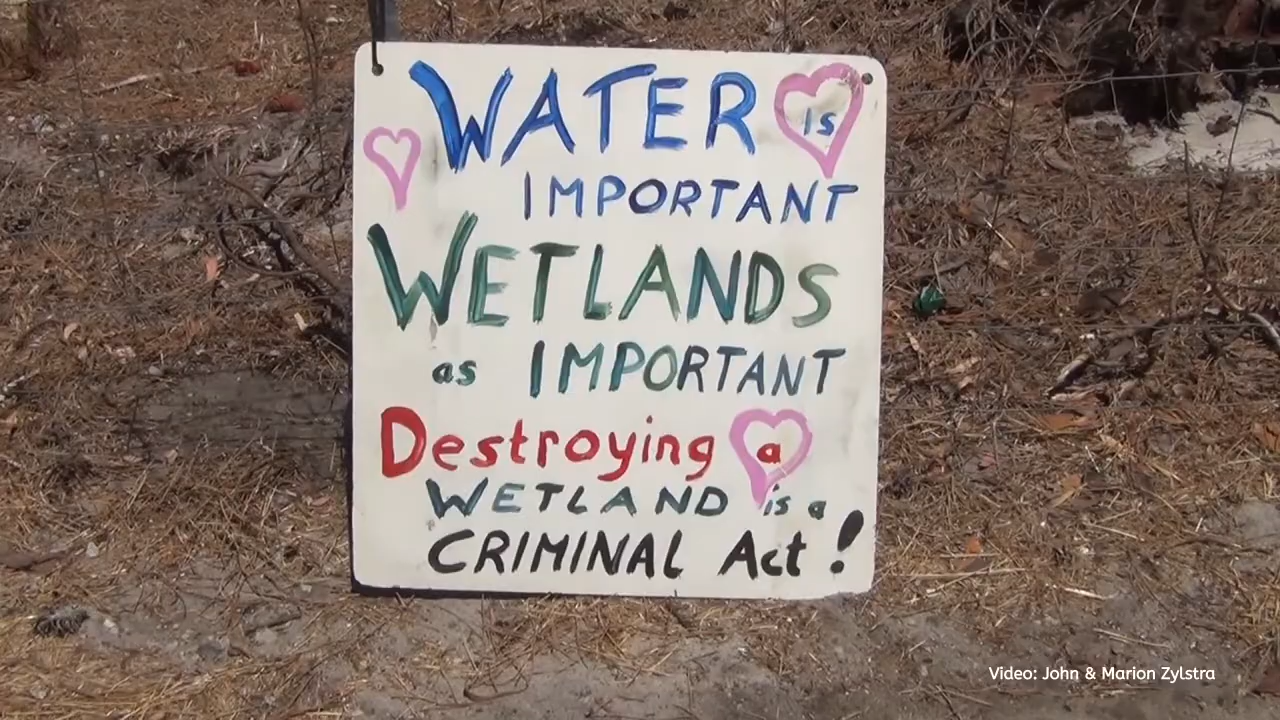 WATER is
IMPORTANT
WETLANDS
as IMPORTANT
Destroying a
WETLAND is a
CRIMINAL Act!
Video: John & Marion Zylstra